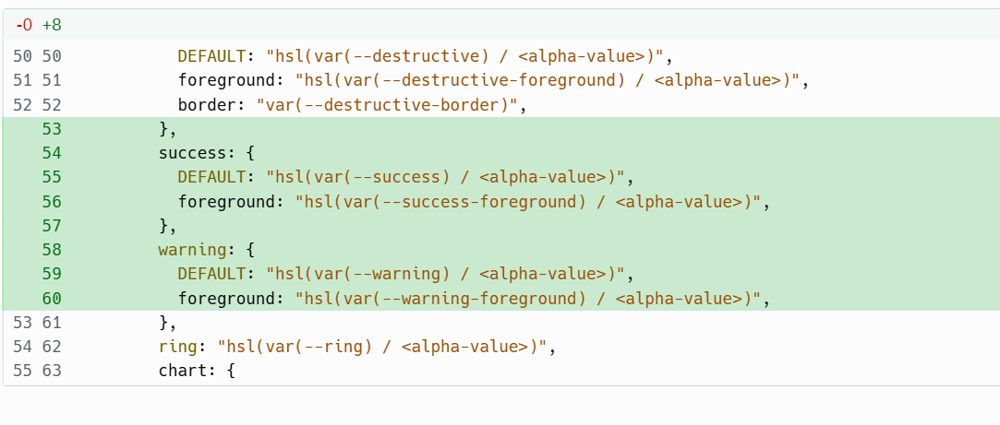 -0 +8
50 50 DEFAULT: "hsl(var(--destructive) / <alpha-value>)",
51 51 foreground: "hsl(var(--destructive-foreground) / <alpha-value>)",
52 52 border: "var(--destructive-border)",
53 },
54 success: {
55 DEFAULT: "hsl(var(--success) / <alpha-value>)",
56 foreground: "hsl(var(--success-foreground) / <alpha-value>)",
57 },
58 warning: {
59 DEFAULT: "hsl(var(--warning) / <alpha-value>)",
60 foreground: "hsl(var(--warning-foreground) / <alpha-value>)",
53 61 },
54 62 ring: "hsl(var(--ring) / <alpha-value>)",
55 63 chart: {